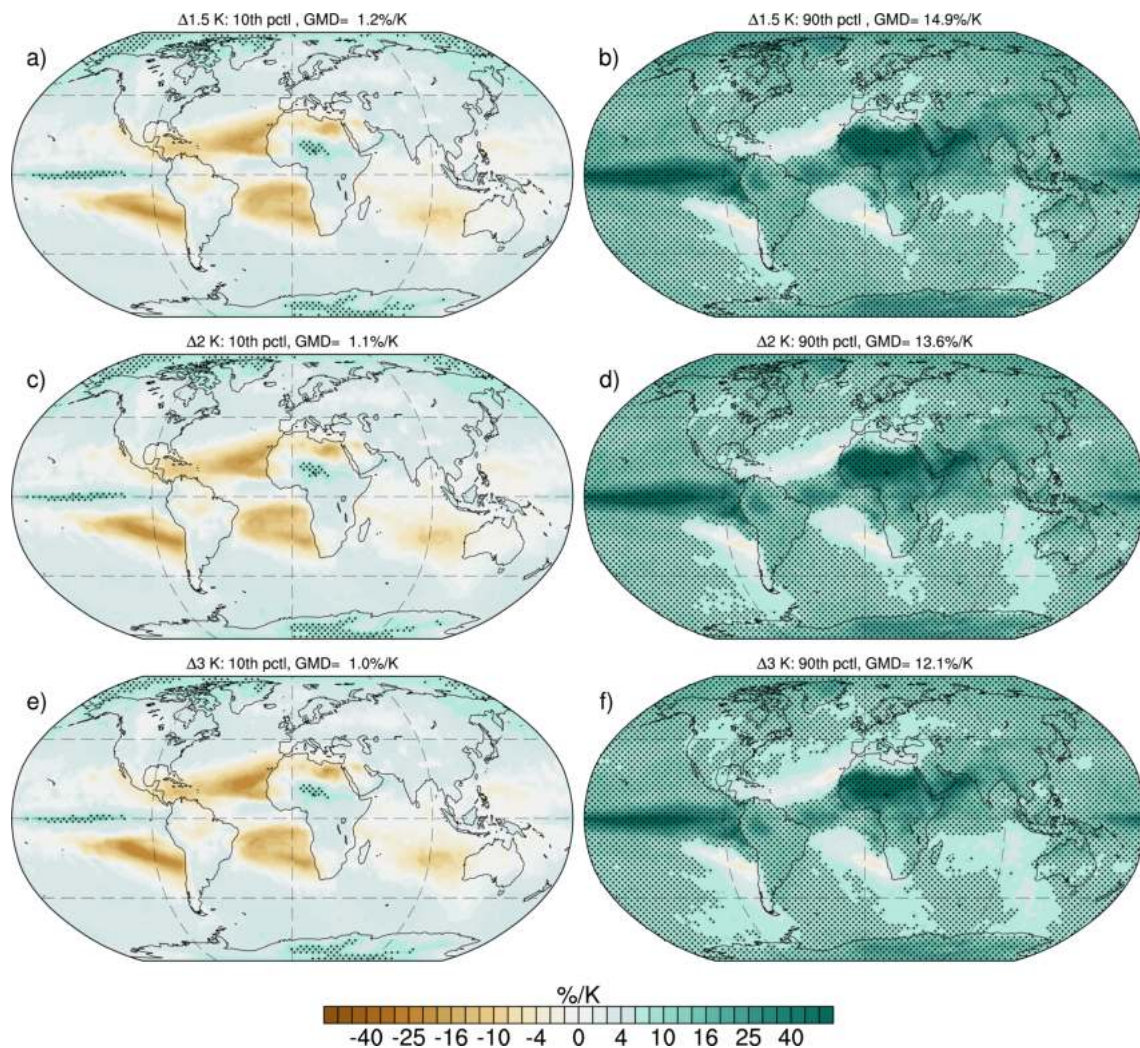 Δ1.5 K: 10th pctl , GMD= 1.2%/K
Δ1.5 K: 90th pctl , GMD= 14.9%/K
a)
b)
Δ2 K: 10th pctl, GMD= 1.1%/K
Δ2 K: 90th pctl, GMD= 13.6%/K
c)
d)
Δ3 K: 10th pctl, GMD= 1.0%/K
Δ3 K: 90th pctl, GMD= 12.1%/K
e)
f)
%/K
-40 -25 -16 -10 -4 0 4 10 16 25 40